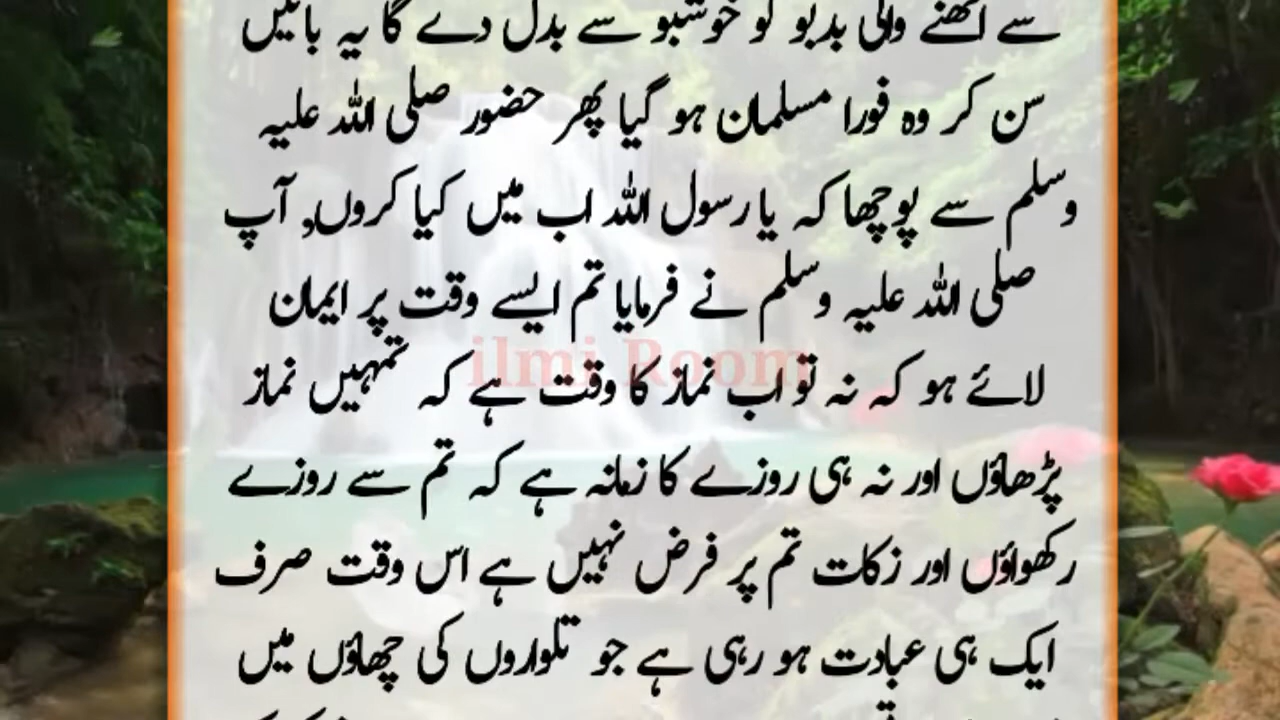 سے اٹھنے والی بدبو کو خوشبو سے بدل دے گا یہ باتیں
سن کر وہ فورا مسلمان ہو گیا پھر حضور صلی اللہ علیہ
وسلم سے پوچھا کہ یا رسول اللہ اب میں کیا کروں, آپ
صلی اللہ علیہ وسلم نے فرمایا تم ایسے وقت پر ایمان
ilmi Room
لائے ہو کہ نہ تو اب نماز کا وقت ہے کہ تمہیں نماز
پڑھاؤں اور نہ ہی روزے کا زمانہ ہے کہ تم سے روزے
رکھواؤں اور زکات تم پر فرض نہیں ہے اس وقت صرف
ایک ہی عبادت ہو رہی ہے جو تلواروں کی چھاؤں میں